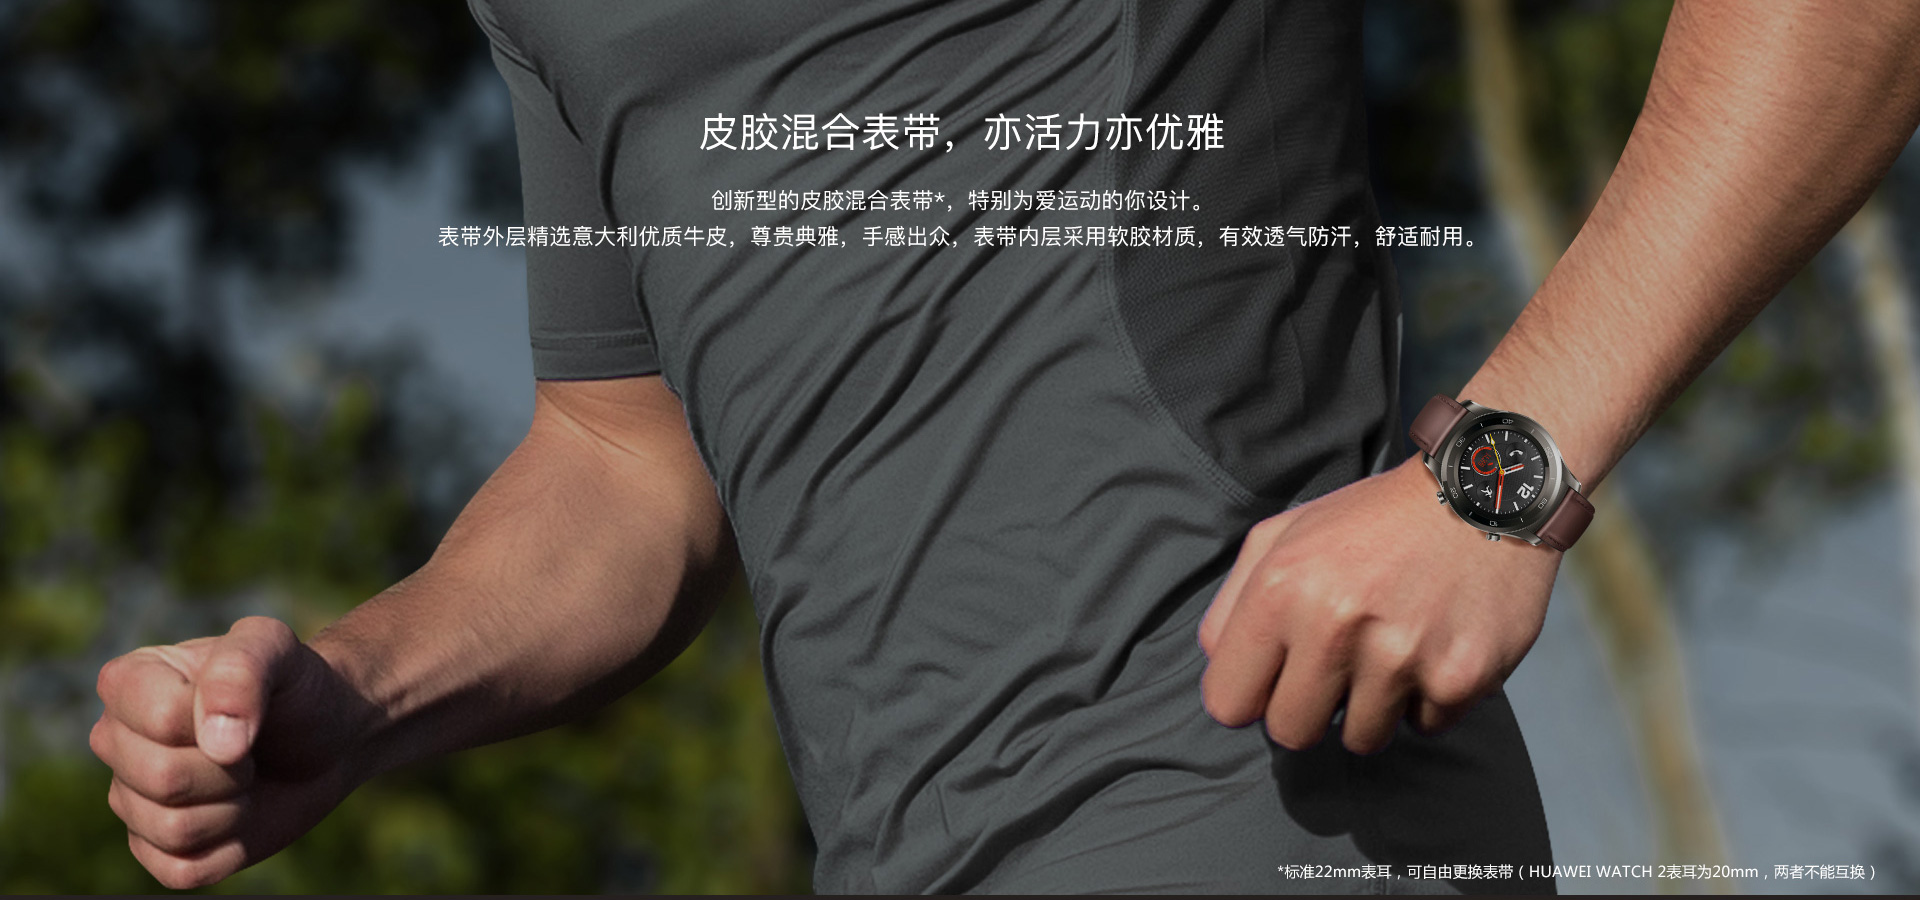 皮胶混合表带，亦活力亦优雅
创新型的皮胶混合表带*，特别为爱运动的你设计。
表带外层精选意大利优质牛皮，尊贵典雅，手感出众，表带内层采用软胶材质，有效透气防汗，舒适耐用。
12
*标准22mm表耳，可自由更换表带（HUAWEI WATCH 2表耳为20mm，两者不能互换）